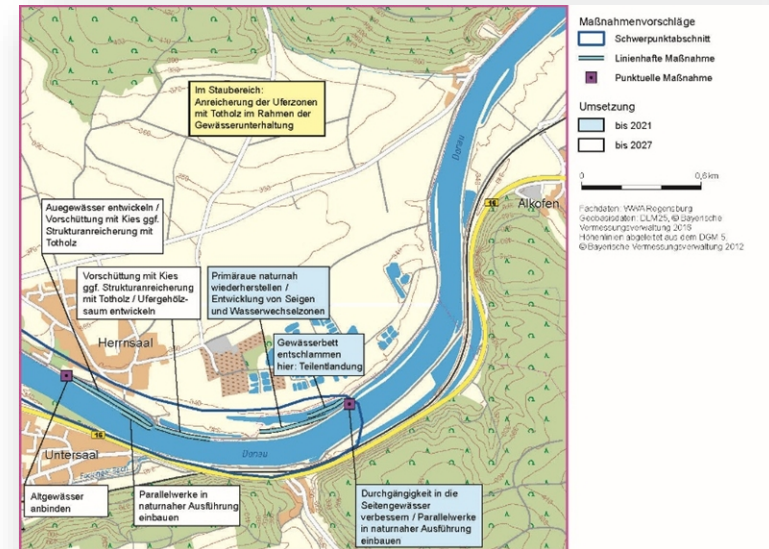 Im Staubereich:
Anreicherung der Uferzonen
mit Totholz im Rahmen der
Gewässerunterhaltung
Donau
16
Alkofen
Auegewässer entwickeln /
Vorschüttung mit Kies ggf.
Strukturanreicherung mit
Totholz
Vorschüttung mit Kies
ggf. Strukturanreicherung
mit Totholz / Ufergehölz-
saum entwickeln
Primäraue naturnah
wiederherstellen /
Entwicklung von Seigen
und Wasserwechselzonen
Gewässerbett
entschlammen
hier: Teilentlandung
Herrnsaal
16
Untersaal
Donau
Altgewässer
anbinden
Parallelwerke in
naturnaher Ausführung
einbauen
Durchgängigkeit in die
Seitengewässer
verbessern / Parallelwerke
in naturnaher Ausführung
einbauen
Maßnahmenvorschläge
Schwerpunktabschnitt
Linienhafte Maßnahme
Punktuelle Maßnahme
Umsetzung
bis 2021
bis 2027
0 0,6 km
Fachdaten: WWA Regensburg
Geobasisdaten: DLM25, © Bayerische
Vermessungsverwaltung 2016
Höhenlinien abgeleitet aus dem DGM 5,
© Bayerische Vermessungsverwaltung 2012